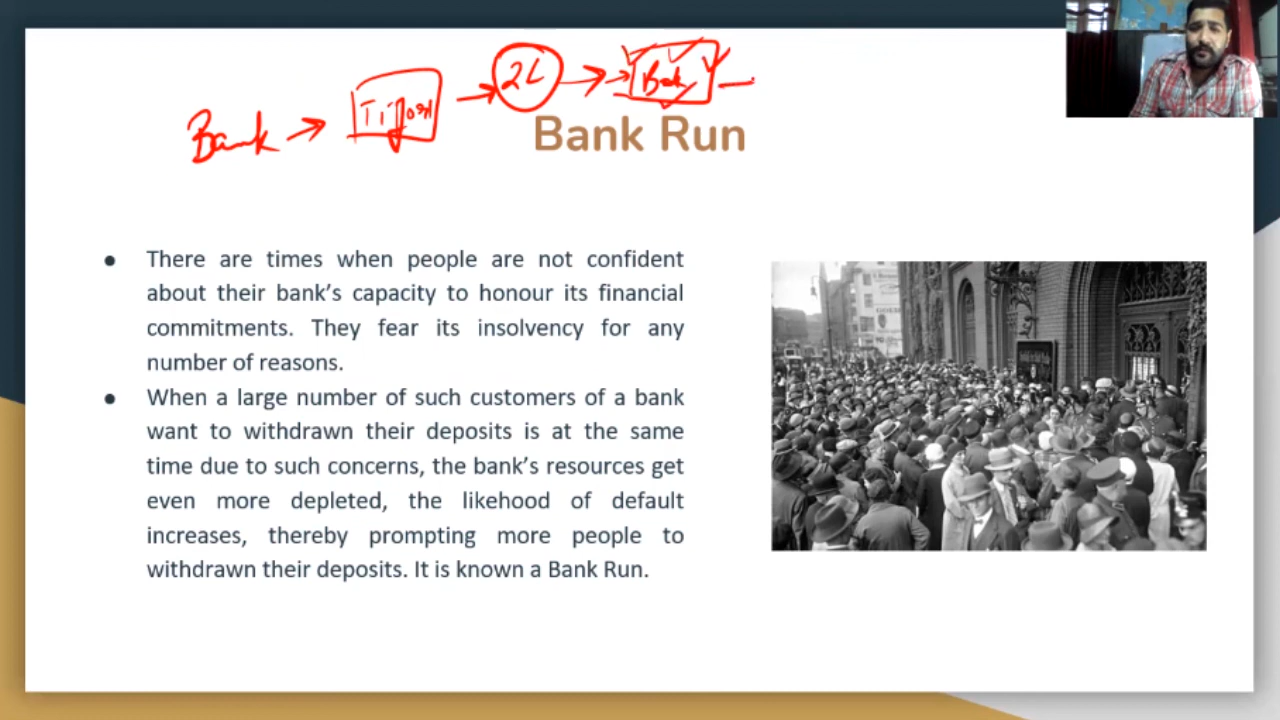 Bank → → 2L → → Bank
Bank Run
● There are times when people are not confident
about their bank's capacity to honour its financial
commitments. They fear its insolvency for any
number of reasons.
● When a large number of such customers of a bank
want to withdrawn their deposits is at the same
time due to such concerns, the bank's resources get
even more depleted, the likehood of default
increases, thereby prompting more people to
withdrawn their deposits. It is known a Bank Run.